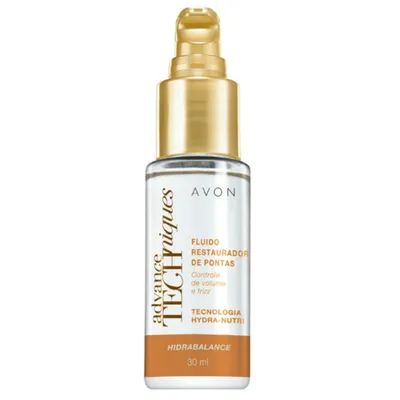 AVON
advance
TECHniques
FLUIDO
RESTAURADOR
DE PONTAS
Controle
de volume
e frizz
TECNOLOGIA
HYDRA-NUTRI
HIDRABALANCE
30 ml